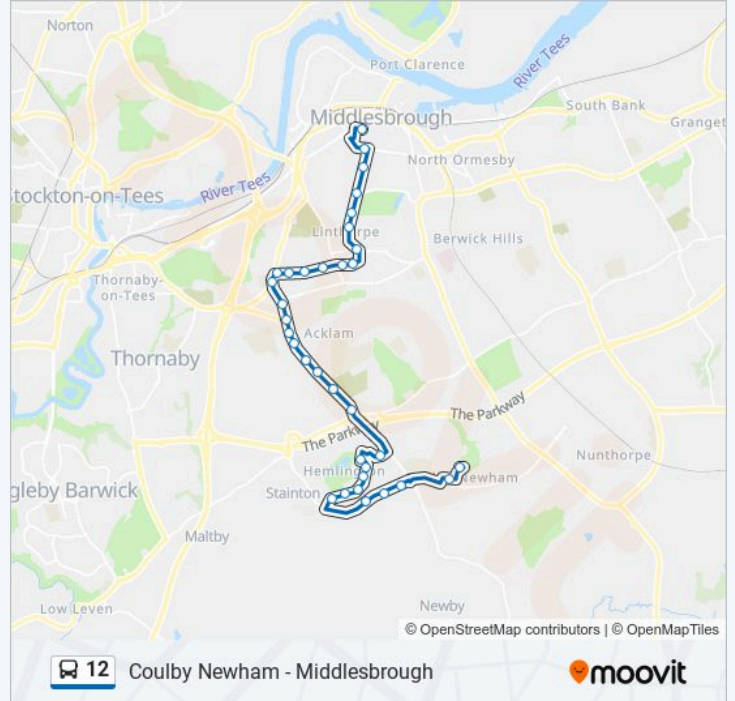 Norton
Port Clarence
River Tees
South Bank
Middlesbrough
Granget
North Ormesby
Stockton-on-Tees
River Tees
Linthorpe
Berwick Hills
Thornaby-
on-Tees
Acklam
Thornaby
The Parkway
The Parkway
Nunthorpe
Hemlington
Newham
gleby Barwick
Stainton
Maltby
Low Leven
Newby
© OpenStreetMap contributors | © OpenMapTiles
12 Coulby Newham - Middlesbrough
moovit